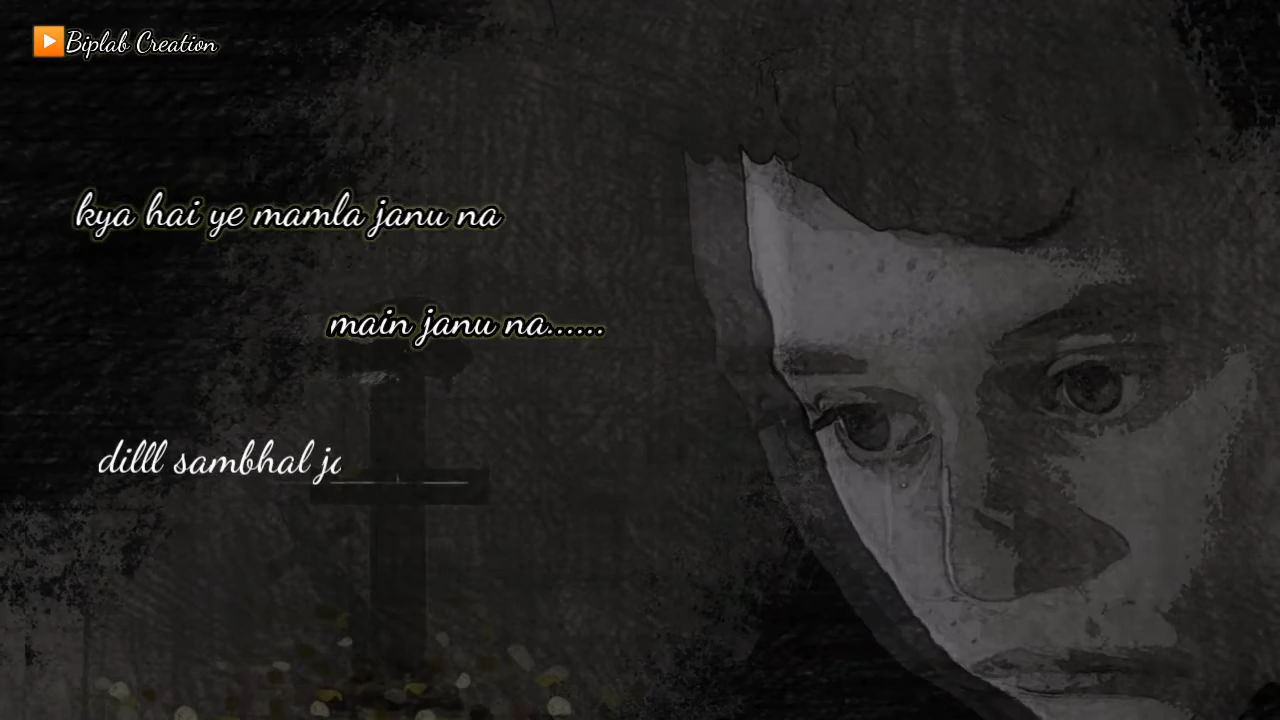 Biplab Creation
kya hai ye mamla janu na
main janu na......
dilll sambhal